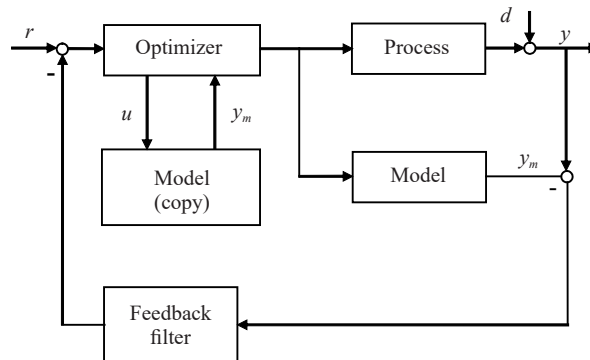 r
Optimizer
Process
d
y
-
u
y_m
Model
(copy)
Model
y_m
-
Feedback
filter